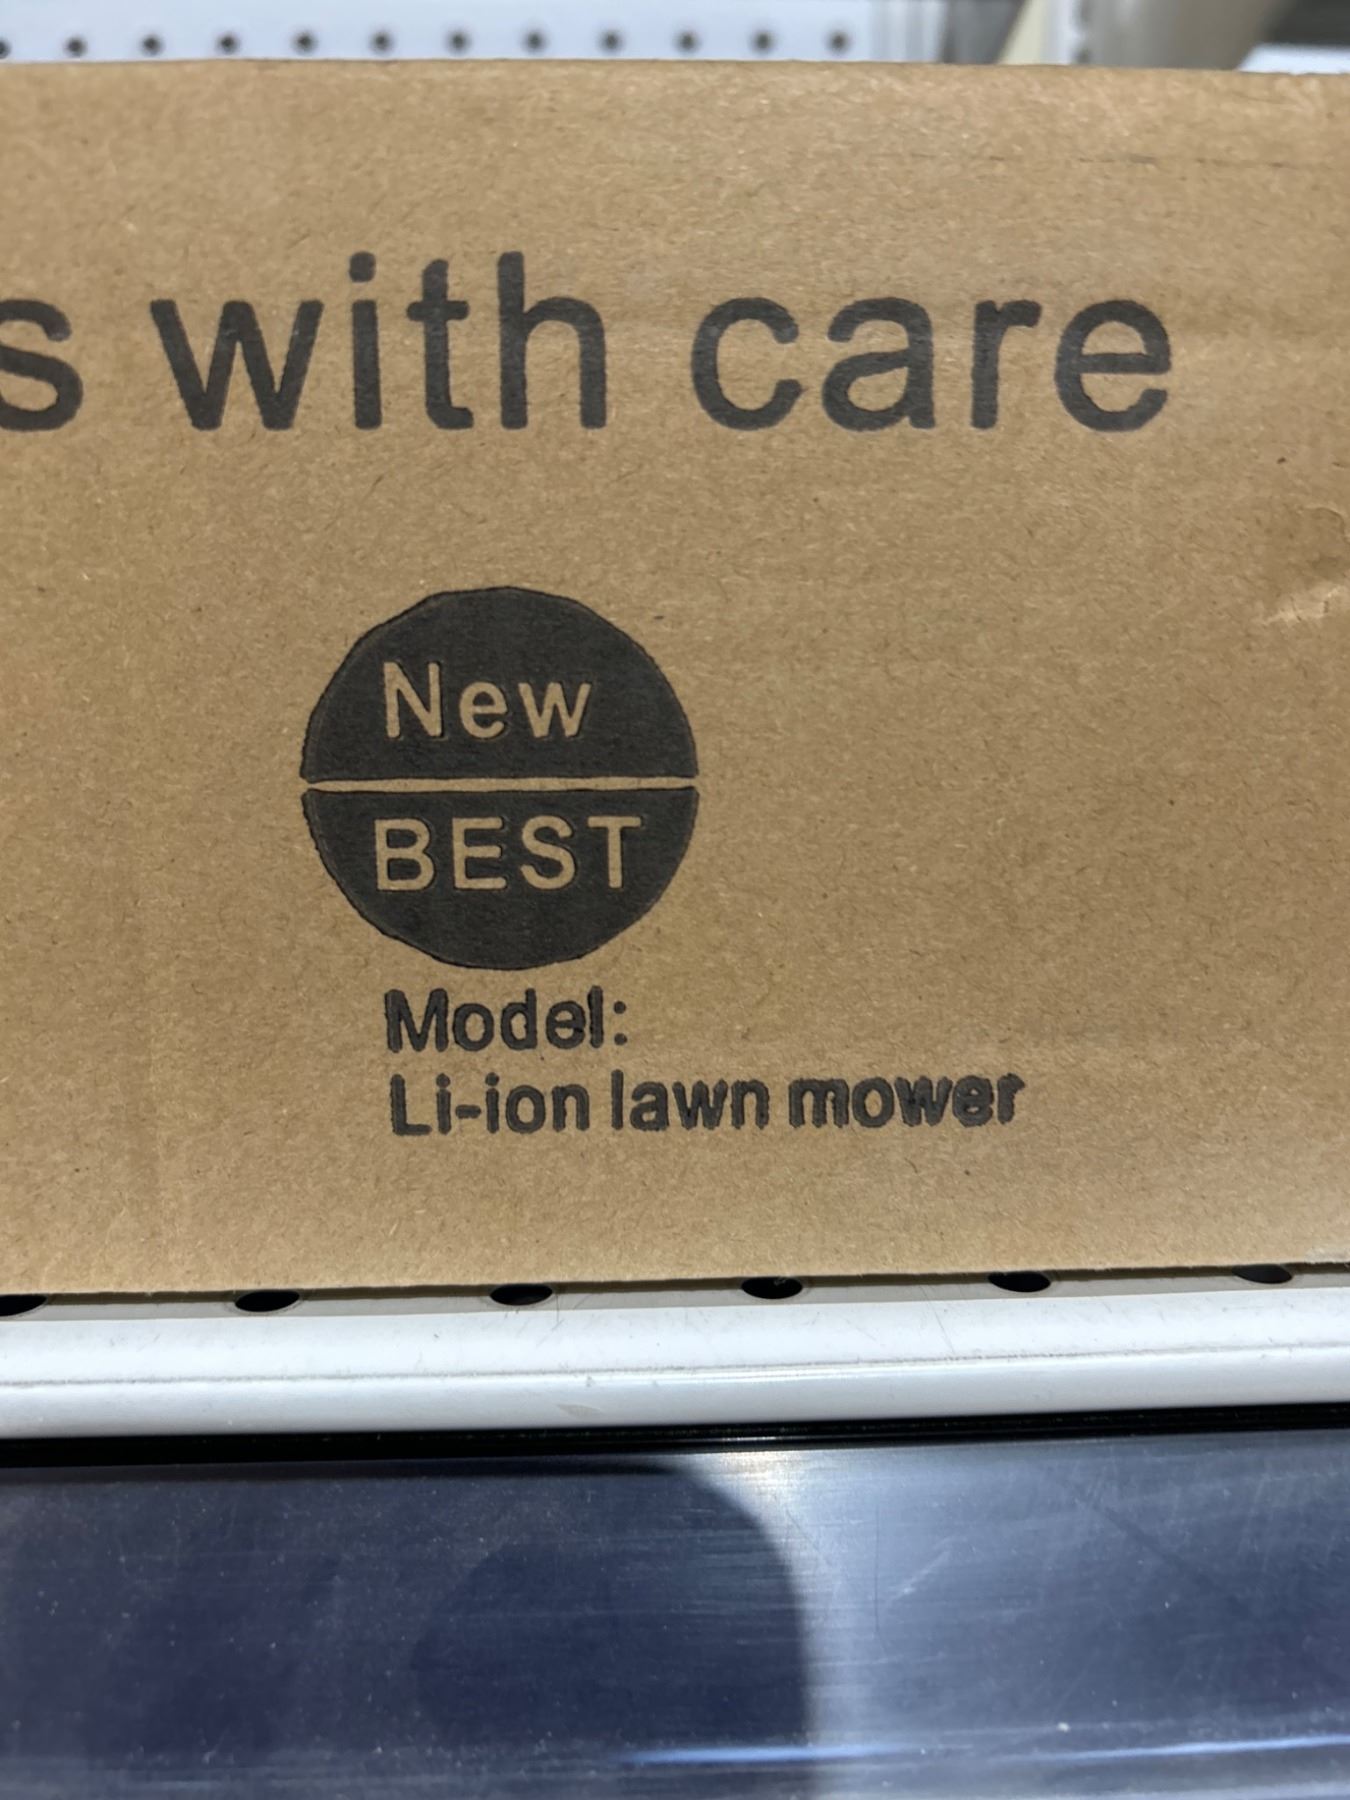 s with care
New
BEST
Model:
Li-ion lawn mower